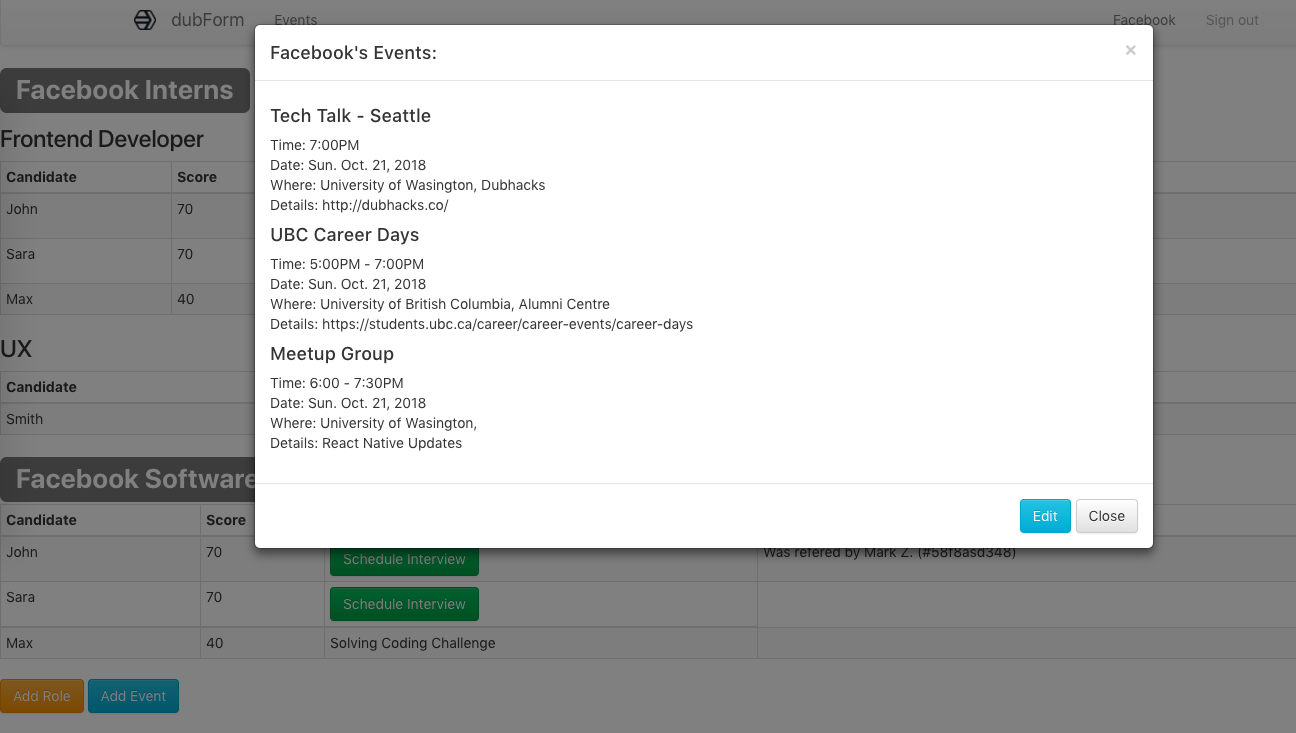 dubForm Events Facebook Sign out
Facebook's Events: ×
Tech Talk - Seattle
Time: 7:00PM
Date: Sun. Oct. 21, 2018
Where: University of Wasington, Dubhacks
Details: http://dubhacks.co/
UBC Career Days
Time: 5:00PM - 7:00PM
Date: Sun. Oct. 21, 2018
Where: University of British Columbia, Alumni Centre
Details: https://students.ubc.ca/career/career-events/career-days
Meetup Group
Time: 6:00 - 7:30PM
Date: Sun. Oct. 21, 2018
Where: University of Wasington,
Details: React Native Updates
Edit Close
Facebook Interns
Frontend Developer
Candidate Score
John 70
Sara 70
Max 40
UX
Candidate
Smith
Facebook Software
Candidate Score
John 70 Schedule Interview Was refered by Mark Z. (#58f8asd348)
Sara 70 Schedule Interview
Max 40 Solving Coding Challenge
Add Role Add Event